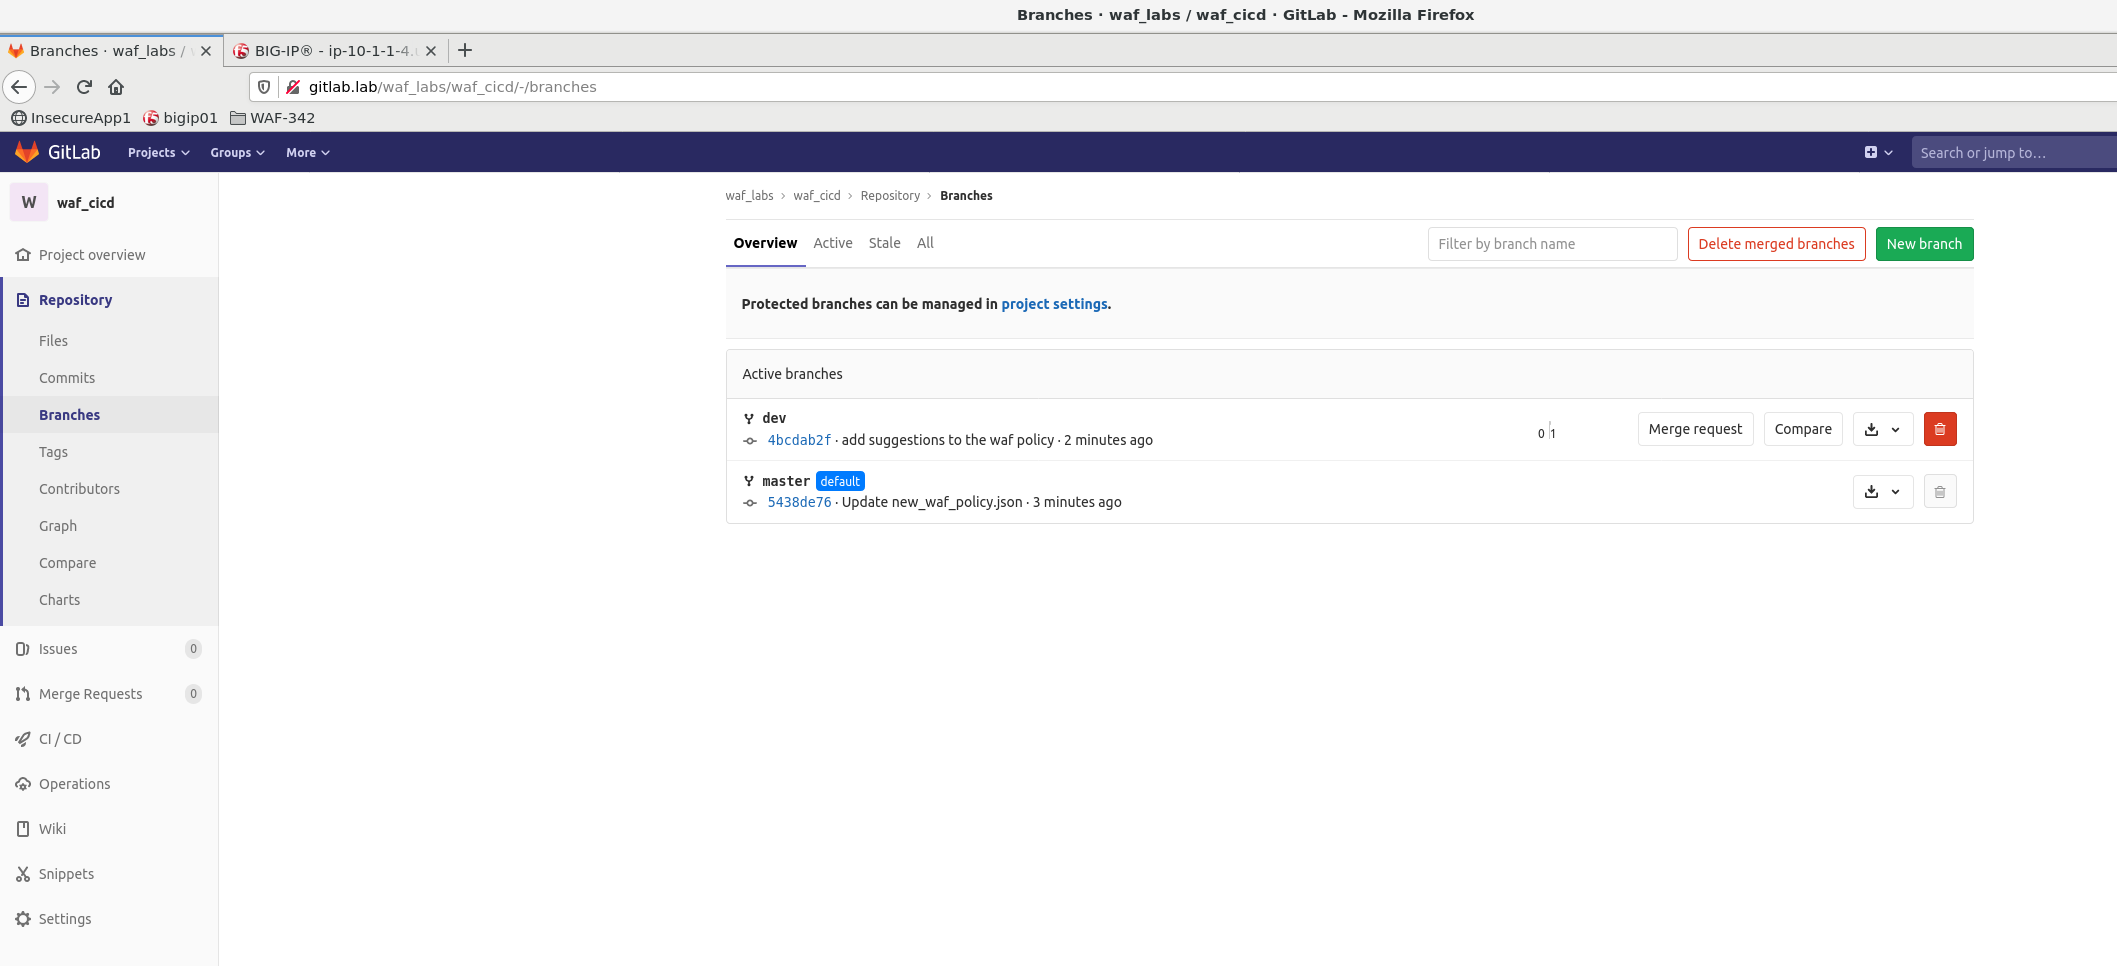 Branches · waf_labs / waf_cicd · GitLab - Mozilla Firefox
Branches · waf_labs /
BIG-IP® - ip-10-1-1-4.
gitlab.lab/waf_labs/waf_cicd/-/branches
InsecureApp1 bigip01 WAF-342
GitLab Projects Groups More Search or jump to…
W waf_cicd
Project overview
Repository
Files
Commits
Branches
Tags
Contributors
Graph
Compare
Charts
Issues 0
Merge Requests 0
CI / CD
Operations
Wiki
Snippets
Settings
waf_labs › waf_cicd › Repository › Branches
Overview Active Stale All Filter by branch name Delete merged branches New branch
Protected branches can be managed in project settings.
Active branches
dev
4bcdab2f · add suggestions to the waf policy · 2 minutes ago
0 1 Merge request Compare
master default
5438de76 · Update new_waf_policy.json · 3 minutes ago